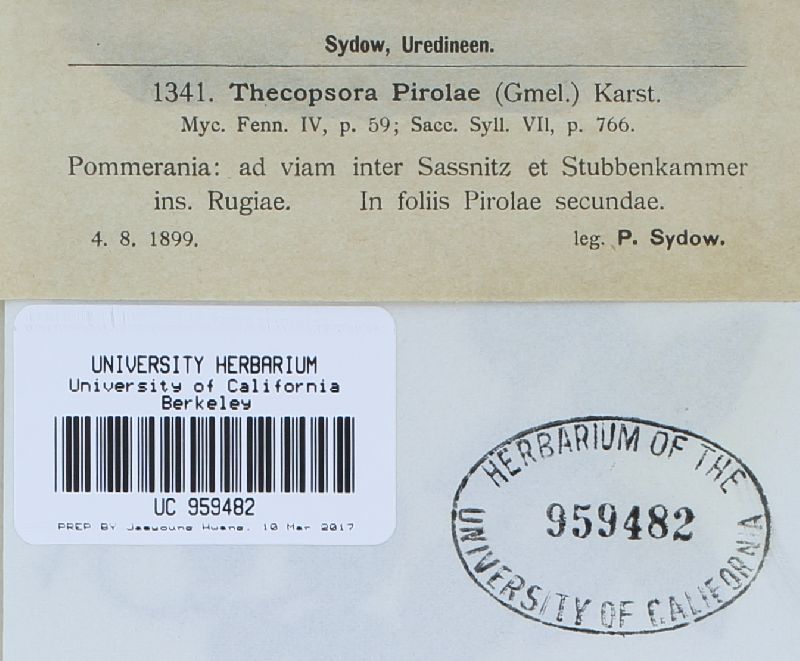 Sydow, Uredineen.
1341. Thecopsora Pirolae (Gmel.) Karst.
Myc. Fenn. IV, p. 59; Sacc. Syll. VII, p. 766.
Pommerania: ad viam inter Sassnitz et Stubbenkammer
ins. Rugiae. In foliis Pirolae secundae.
4. 8. 1899. leg. P. Sydow.
UNIVERSITY HERBARIUM
University of California
Berkeley
UC 959482
PREP BY Jaeyoung Hwang, 10 Mar 2017
HERBARIUM OF THE
959482
UNIVERSITY OF CALIFORNIA